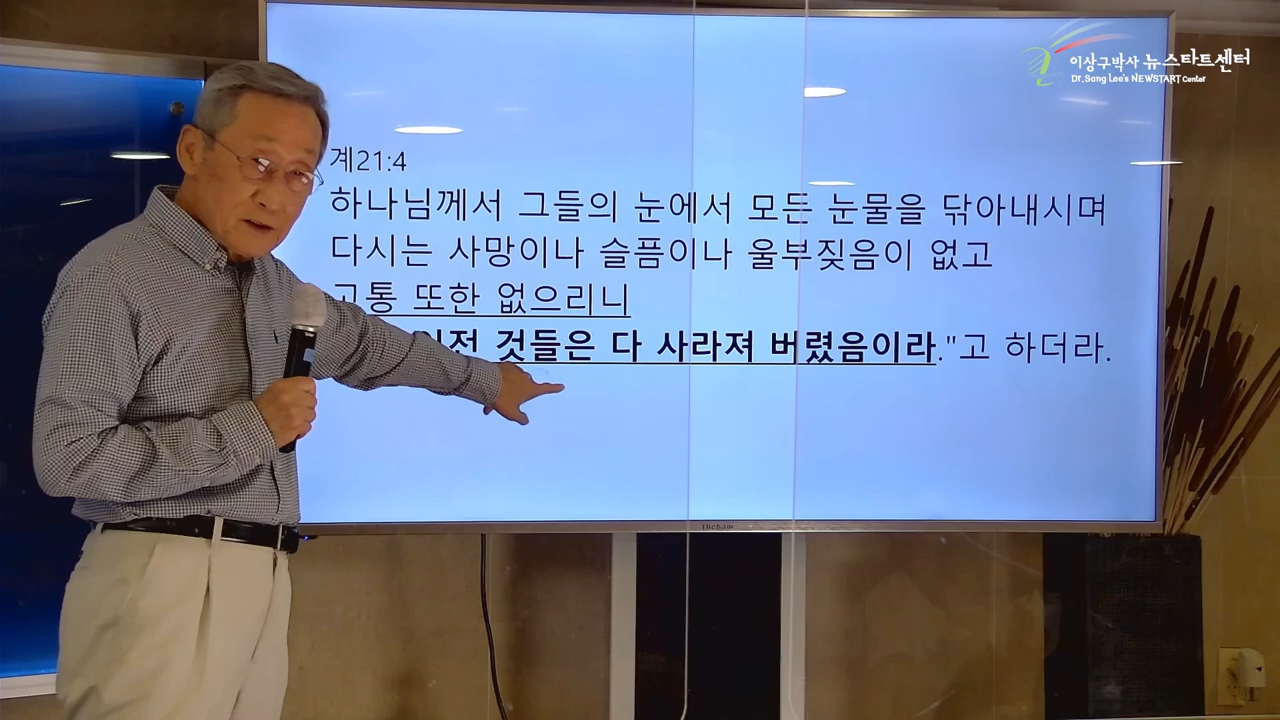 이상구박사 뉴스타트센터
Dr. Sang Lee's NEWSTART Center
계21:4
하나님께서 그들의 눈에서 모든 눈물을 닦아내시며
다시는 사망이나 슬픔이나 울부짖음이 없고
고통 또한 없으리니
이전 것들은 다 사라져 버렸음이라."고 하더라.